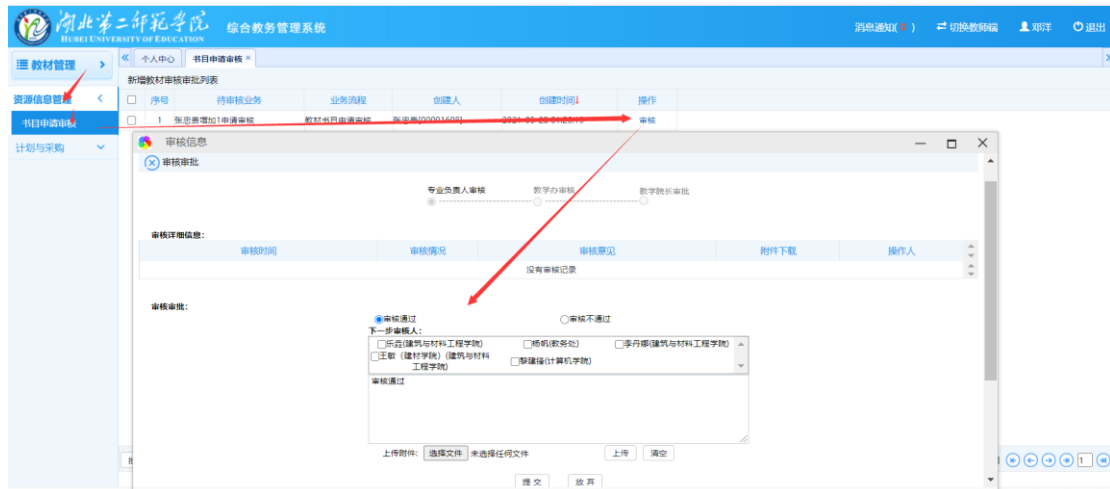 湖北第二师范学院 综合教务管理系统 消息通知( 0 ) 切换教师端 邓洋 退出
HUBEI UNIVERSITY OF EDUCATION
教材管理 个人中心 书目申请审核
新增教材审核审批列表
资源信息管理 序号 待审核业务 业务流程 创建人 创建时间 操作
书目申请审核 1 张忠贵增加1申请审核 教材书目申请审核 审核
计划与采购 审核信息
审核审批
专业负责人审核 教学办审核 教学院长审批
审核详细信息:
审核时间 审核情况 审核意见 附件下载 操作人
没有审核记录
审核审批:
审核通过 审核不通过
下一步审核人:
乐垚(建筑与材料工程学院) 杨帆(教务处) 李丹娜(建筑与材料工程学院)
王敏（建材学院）(建筑与材料工程学院) 黎建锋(计算机学院)
审核通过
上传附件: 选择文件 未选择任何文件 上传 清空
1
提 交 放 弃